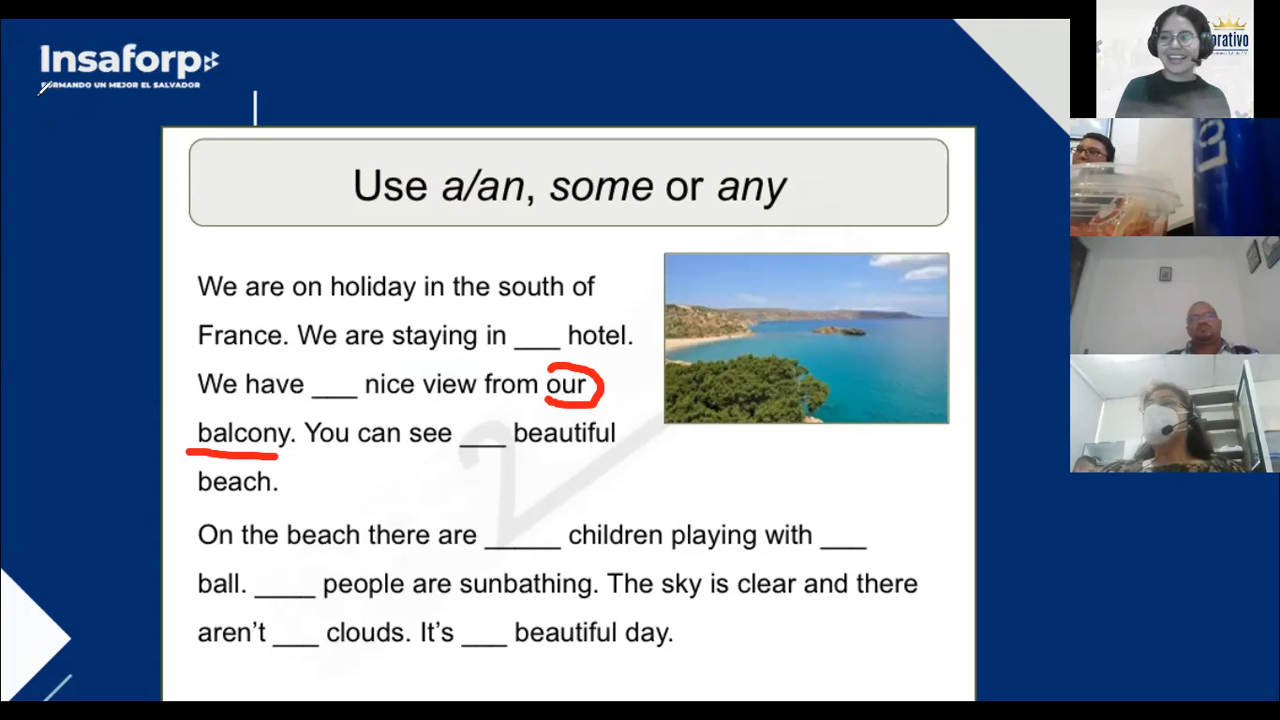 Insaforp
FORMANDO UN MEJOR EL SALVADOR
orativo
Use a/an, some or any
We are on holiday in the south of
France. We are staying in ___ hotel.
We have ___ nice view from our
balcony. You can see ___ beautiful
beach.
On the beach there are _____ children playing with ___
ball. ____ people are sunbathing. The sky is clear and there
aren’t ___ clouds. It’s ___ beautiful day.